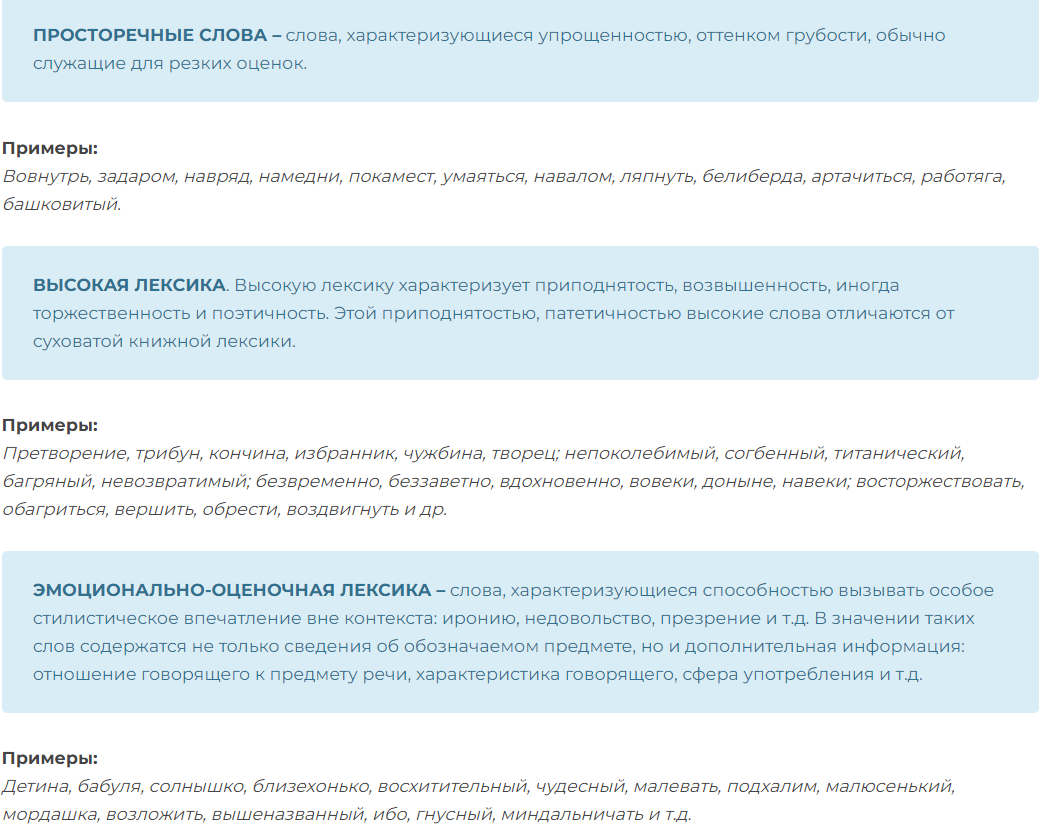 ПРОСТОРЕЧНЫЕ СЛОВА – слова, характеризующиеся упрощенностью, оттенком грубости, обычно
служащие для резких оценок.
Примеры:
Вовнутрь, задаром, навряд, намедни, покамест, умаяться, навалом, ляпнуть, белиберда, артачиться, работяга,
башковитый.
ВЫСОКАЯ ЛЕКСИКА. Высокую лексику характеризует приподнятость, возвышенность, иногда
торжественность и поэтичность. Этой приподнятостью, патетичностью высокие слова отличаются от
суховатой книжной лексики.
Примеры:
Претворение, трибун, кончина, избранник, чужбина, творец; непоколебимый, согбенный, титанический,
багряный, невозвратимый; безвременно, беззаветно, вдохновенно, вовеки, доныне, навеки; восторжествовать,
обагриться, вершить, обрести, воздвигнуть и др.
ЭМОЦИОНАЛЬНО-ОЦЕНОЧНАЯ ЛЕКСИКА – слова, характеризующиеся способностью вызывать особое
стилистическое впечатление вне контекста: иронию, недовольство, презрение и т.д. В значении таких
слов содержатся не только сведения об обозначаемом предмете, но и дополнительная информация:
отношение говорящего к предмету речи, характеристика говорящего, сфера употребления и т.д.
Примеры:
Детина, бабуля, солнышко, близехонько, восхитительный, чудесный, малевать, подхалим, малюсенький,
мордашка, возложить, вышеназванный, ибо, гнусный, миндальничать и т.д.